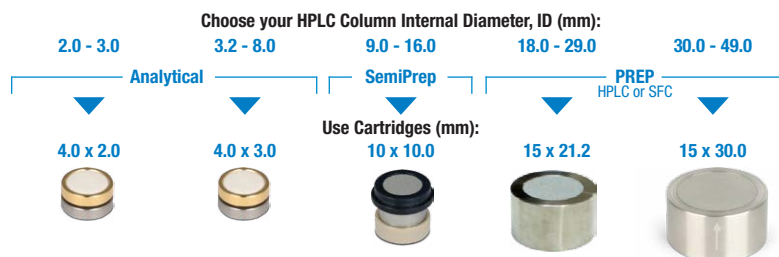 Choose your HPLC Column Internal Diameter, ID (mm):
2.0 - 3.0 3.2 - 8.0 9.0 - 16.0 18.0 - 29.0 30.0 - 49.0
Analytical SemiPrep PREP
HPLC or SFC
Use Cartridges (mm):
4.0 x 2.0 4.0 x 3.0 10 x 10.0 15 x 21.2 15 x 30.0